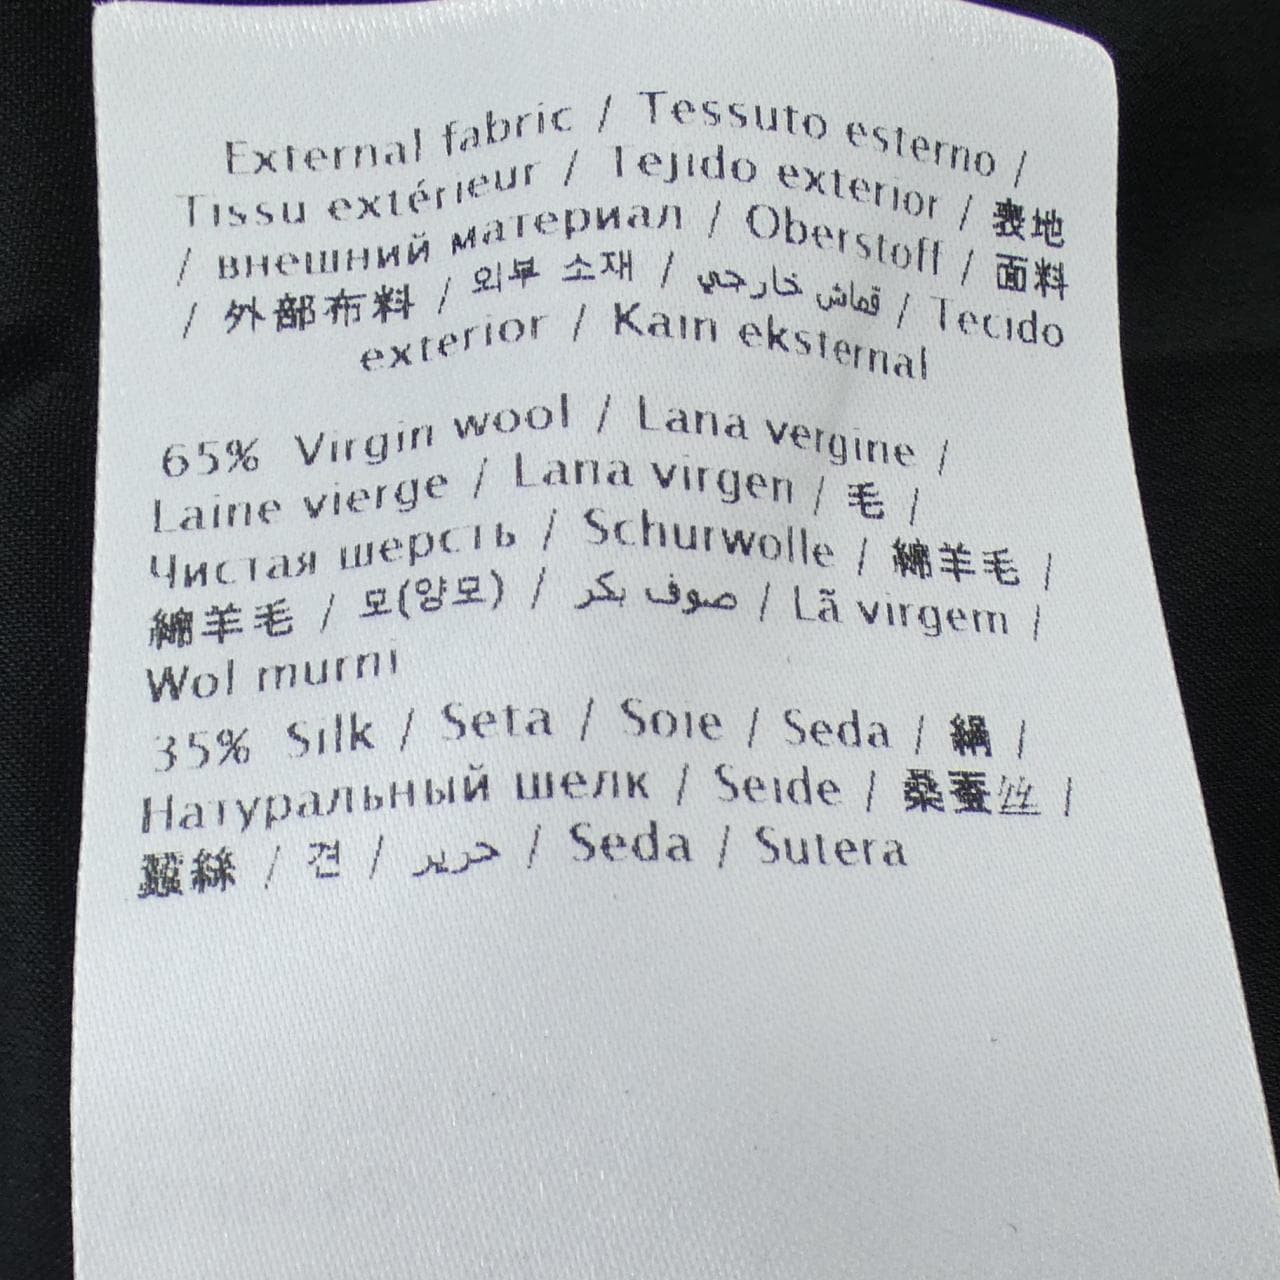 External fabric / Tessuto esterno /
Tissu extérieur / Tejido exterior / 表地
/ внешний материал / Oberstoff / 面料
/ 外部布料 / 외부 소재 / قماش خارجي / Tecido
exterior / Kain eksternal
65% Virgin wool / Lana vergine /
Laine vierge / Lana virgen / 毛 /
Чистая шерсть / Schurwolle / 綿羊毛 /
綿羊毛 / 모(양모) / صوف بكر / Lã virgem /
Wol murni
35% Silk / Seta / Soie / Seda / 絹 /
Натуральный шелк / Seide / 桑蚕丝 /
蠶絲 / 견 / حرير / Seda / Sutera